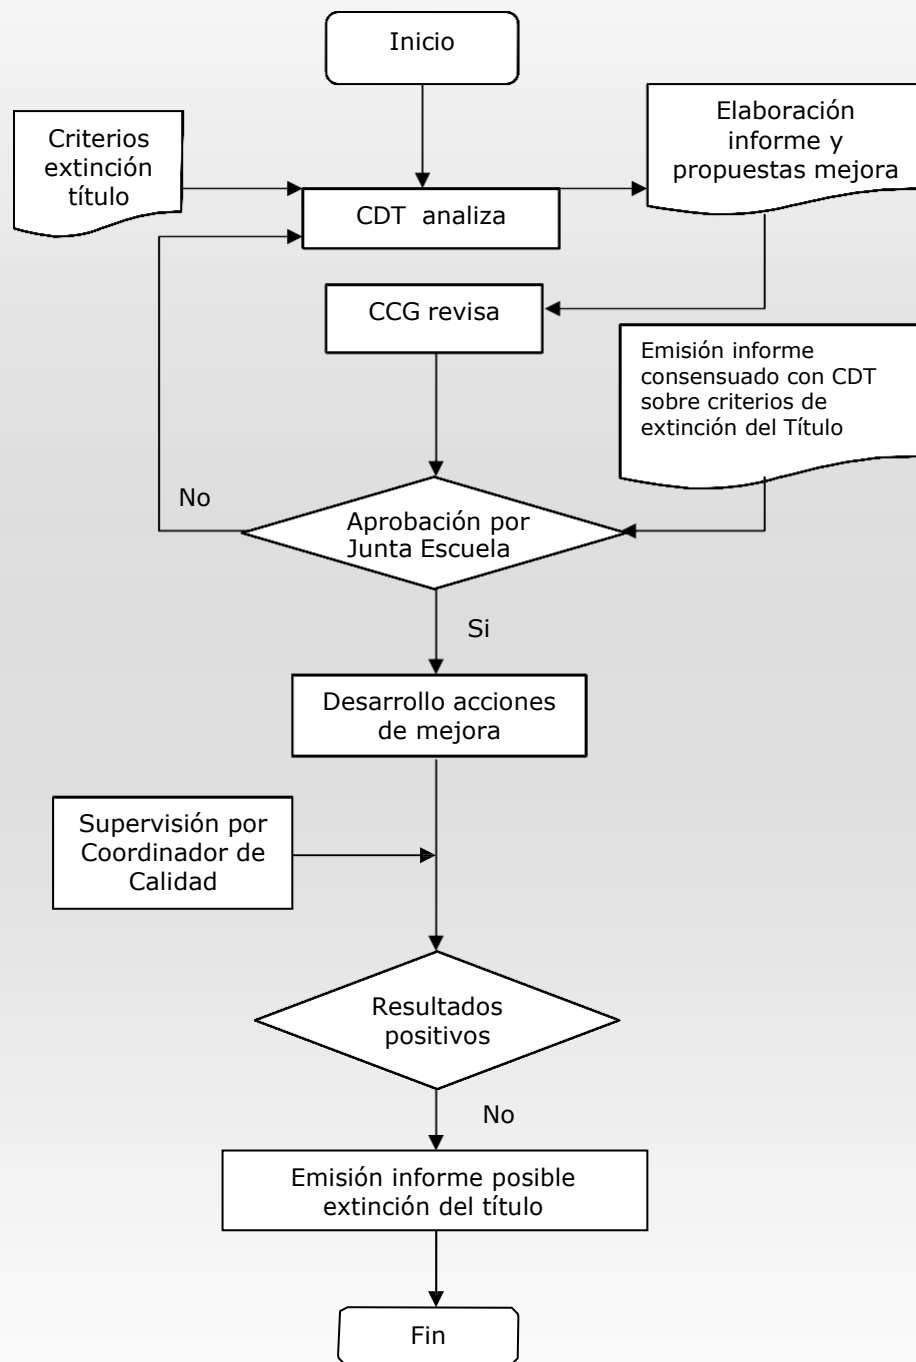 Inicio
Criterios
extinción
título
Elaboración
informe y
propuestas mejora
CDT analiza
CCG revisa
Emisión informe
consensuado con CDT
sobre criterios de
extinción del Título
No
Aprobación por
Junta Escuela
Si
Desarrollo acciones
de mejora
Supervisión por
Coordinador de
Calidad
Resultados
positivos
No
Emisión informe posible
extinción del título
Fin